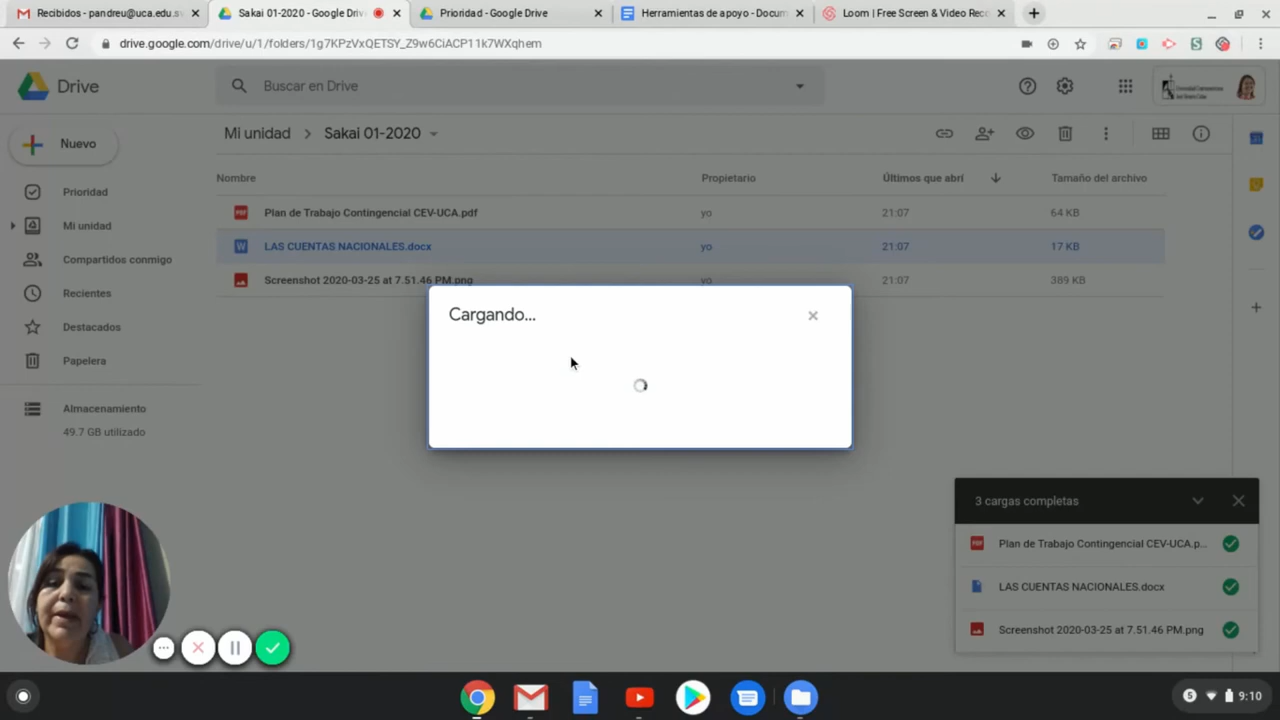 Recibidos - pandreu@uca.edu.sv
Sakai 01-2020 - Google Driv
Prioridad - Google Drive
Herramientas de apoyo - Docum
Loom | Free Screen & Video Rec
drive.google.com/drive/u/1/folders/1g7KPzVxQETSY_Z9w6CiACP11k7WXqhem
Drive
Buscar en Drive
Nuevo
Mi unidad > Sakai 01-2020
Nombre Propietario Últimos que abrí Tamaño del archivo
Prioridad
Mi unidad
Compartidos conmigo
Recientes
Destacados
Papelera
Almacenamiento
49.7 GB utilizado
PDF Plan de Trabajo Contingencial CEV-UCA.pdf yo 21:07 64 KB
W LAS CUENTAS NACIONALES.docx yo 21:07 17 KB
Screenshot 2020-03-25 at 7.51.46 PM.png yo 21:07 389 KB
Cargando...
3 cargas completas
PDF Plan de Trabajo Contingencial CEV-UCA.p...
LAS CUENTAS NACIONALES.docx
Screenshot 2020-03-25 at 7.51.46 PM.png
5 9:10